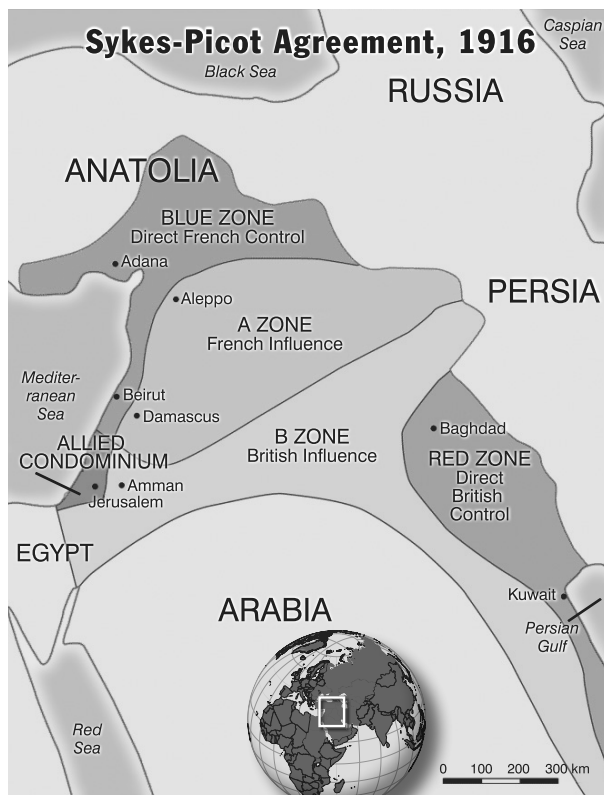 Sykes-Picot Agreement, 1916
Caspian
Sea
Black Sea
RUSSIA
ANATOLIA
BLUE ZONE
Direct French Control
Adana
Aleppo
PERSIA
A ZONE
French Influence
Mediter-
ranean
Sea
Beirut
Damascus
Baghdad
B ZONE
British Influence
ALLIED
CONDOMINIUM
RED ZONE
Direct
British
Control
Amman
Jerusalem
EGYPT
Kuwait
ARABIA
Persian
Gulf
Red
Sea
0 100 200 300 km